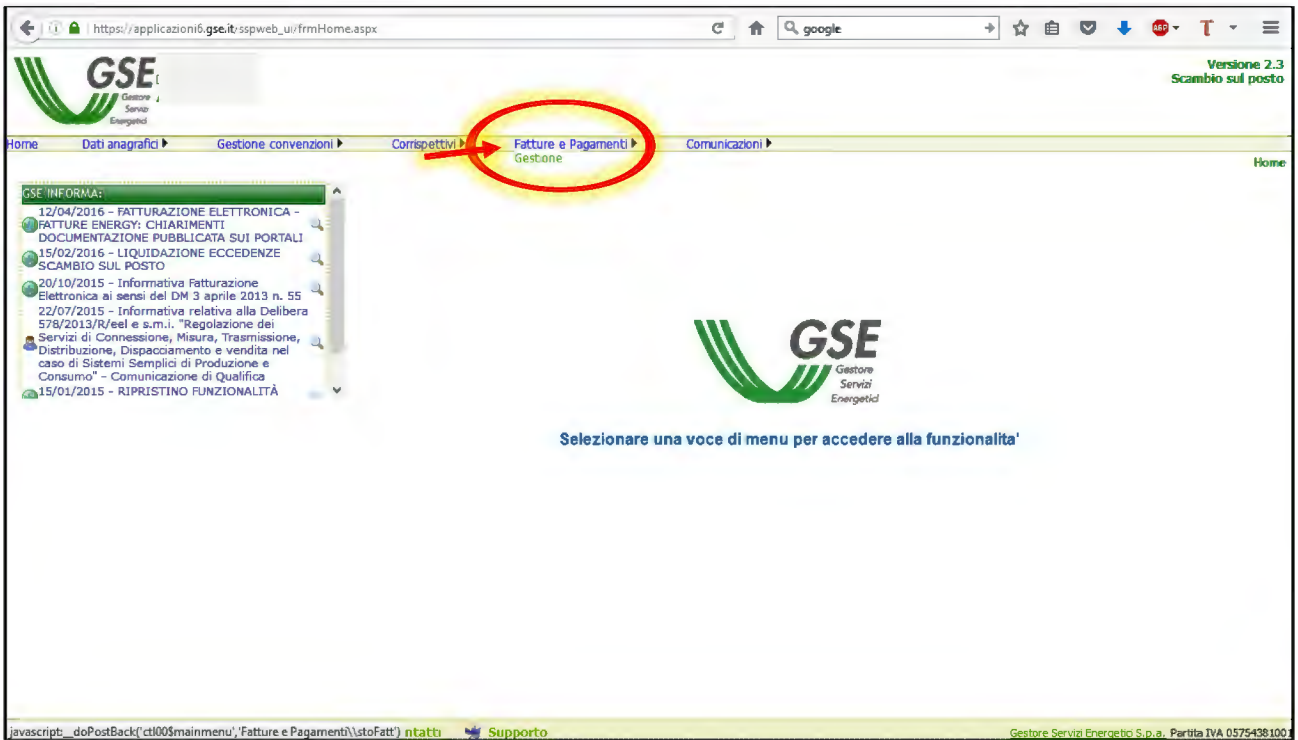 https://applicazioni6.gse.it/sspweb_ui/frmHome.aspx
google
ABP
GSE
Gestore
Servizi
Energetici
Versione 2.3
Scambio sul posto
Home Dati anagrafici Gestione convenzioni Corrispettivi Fatture e Pagamenti Comunicazioni
Gestione
Home
GSE INFORMA:
12/04/2016 - FATTURAZIONE ELETTRONICA -
FATTURE ENERGY: CHIARIMENTI
DOCUMENTAZIONE PUBBLICATA SUI PORTALI
15/02/2016 - LIQUIDAZIONE ECCEDENZE
SCAMBIO SUL POSTO
20/10/2015 - Informativa Fatturazione
Elettronica ai sensi del DM 3 aprile 2013 n. 55
22/07/2015 - Informativa relativa alla Delibera
578/2013/R/eel e s.m.i. "Regolazione dei
Servizi di Connessione, Misura, Trasmissione,
Distribuzione, Dispacciamento e vendita nel
caso di Sistemi Semplici di Produzione e
Consumo" - Comunicazione di Qualifica
15/01/2015 - RIPRISTINO FUNZIONALITÀ
GSE
Gestore
Servizi
Energetici
Selezionare una voce di menu per accedere alla funzionalita'
javascript:__doPostBack('ctl00$mainmenu','Fatture e Pagamenti\\stoFatt') ntatti Supporto
Gestore Servizi Energetici S.p.a. Partita IVA 05754381001